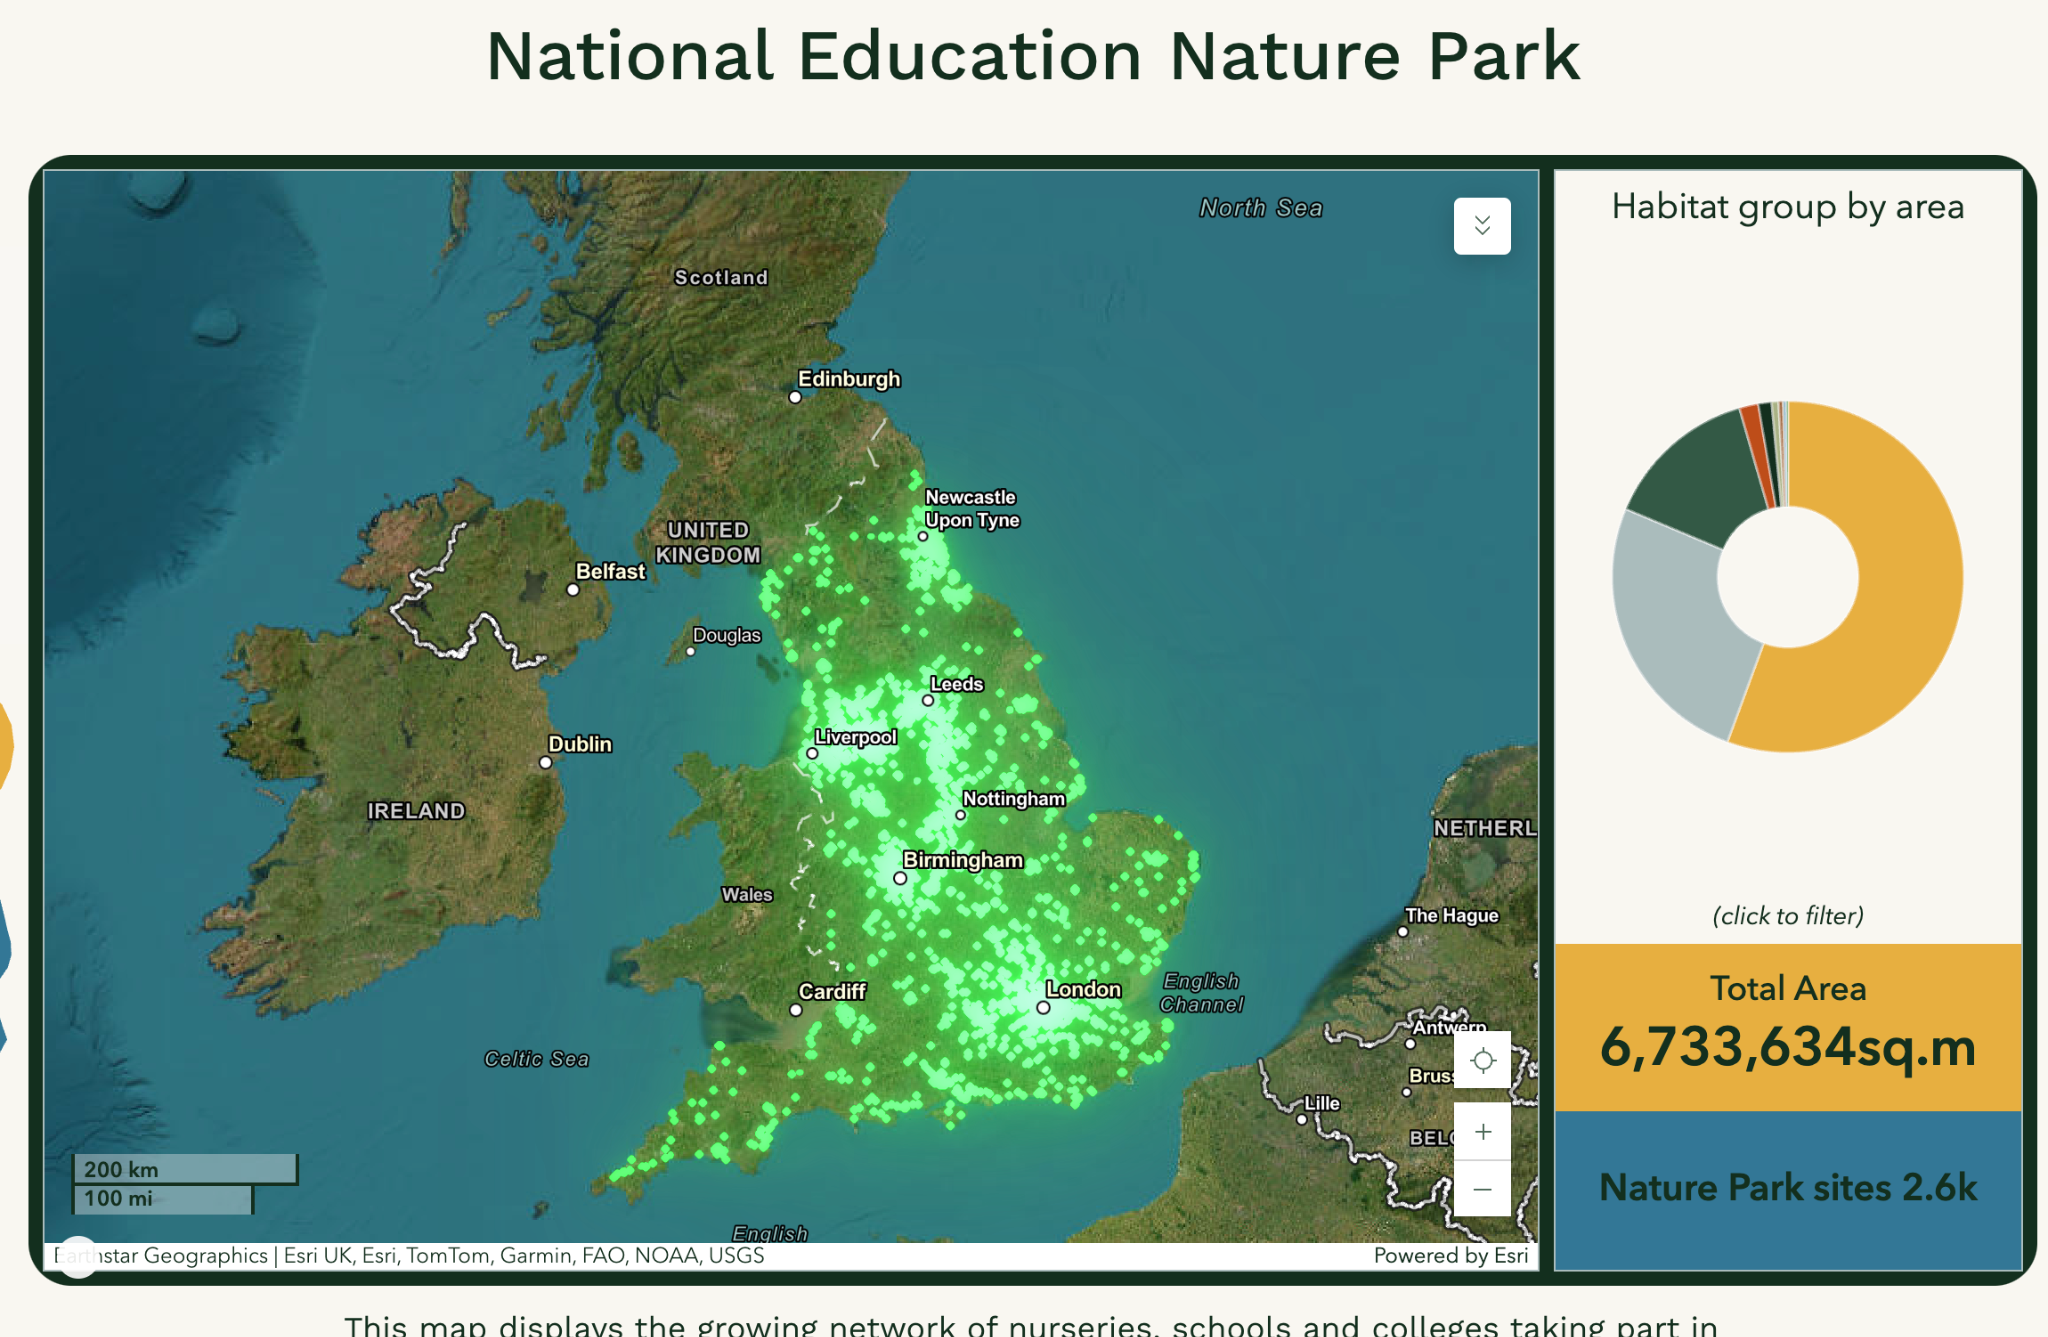 National Education Nature Park
North Sea
Scotland
Edinburgh
Newcastle
Upon Tyne
UNITED
KINGDOM
Belfast
Douglas
Leeds
Liverpool
Dublin
IRELAND
Nottingham
NETHERL
Birmingham
Wales
The Hague
English
Channel
London
Cardiff
Antwerp
Celtic Sea
Bruss
Lille
BELG
200 km
100 mi
English
Earthstar Geographics | Esri UK, Esri, TomTom, Garmin, FAO, NOAA, USGS
Powered by Esri
Habitat group by area
(click to filter)
Total Area
6,733,634sq.m
Nature Park sites 2.6k
This map displays the growing network of nurseries, schools and colleges taking part in